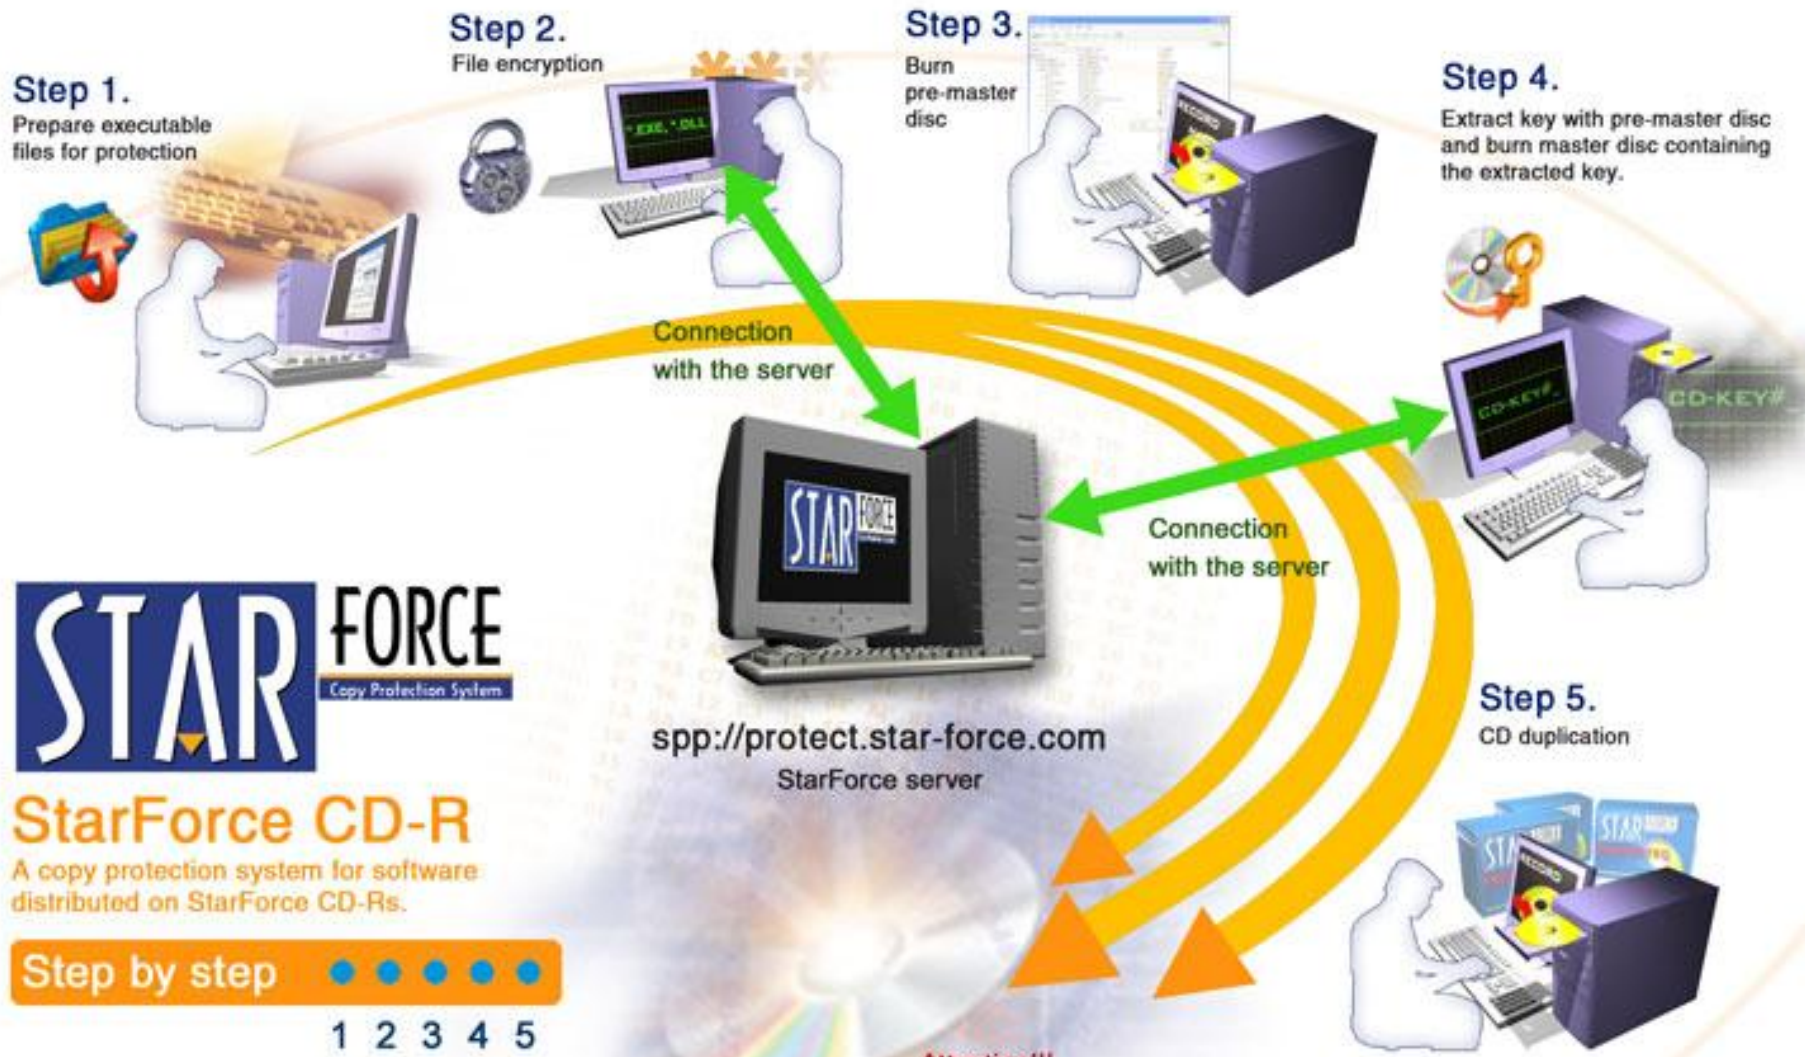 Step 1.
Prepare executable
files for protection
Step 2.
File encryption
*.EXE, *.DLL
Step 3.
Burn
pre-master
disc
RECORD
Step 4.
Extract key with pre-master disc
and burn master disc containing
the extracted key.
CD-KEY#_
CD-KEY#
Connection
with the server
Connection
with the server
STAR FORCE
spp://protect.star-force.com
StarForce server
STAR FORCE
Copy Protection System
StarForce CD-R
A copy protection system for software
distributed on StarForce CD-Rs.
Step by step
1 2 3 4 5
Step 5.
CD duplication
STAR
RECORD
Attention!!!